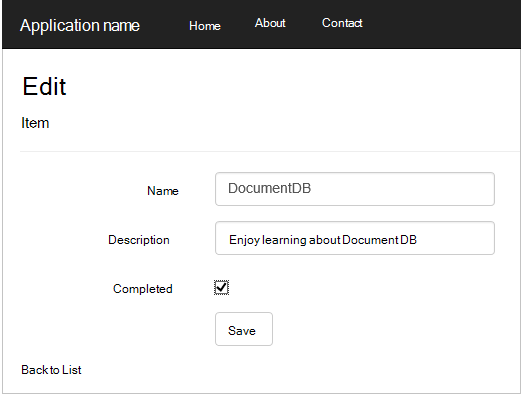 Application name Home About Contact
Edit
Item
Name DocumentDB
Description Enjoy learning about Document DB
Completed
Save
Back to List